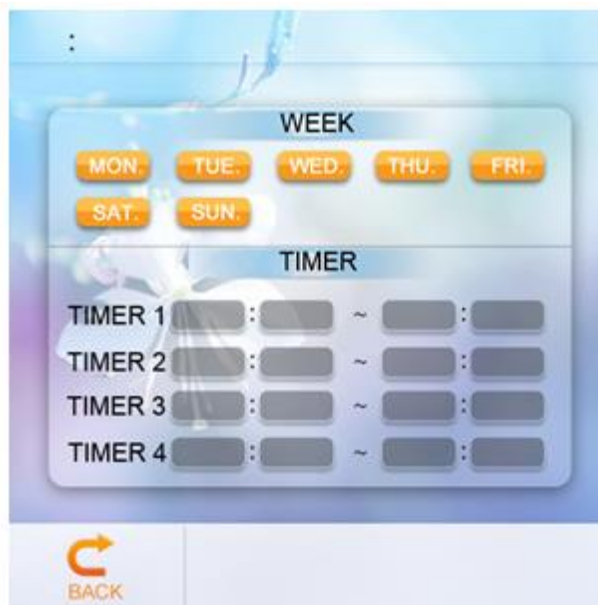 :
WEEK
MON. TUE. WED. THU. FRI.
SAT. SUN.
TIMER
TIMER 1 : ~ :
TIMER 2 : ~ :
TIMER 3 : ~ :
TIMER 4 : ~ :
BACK